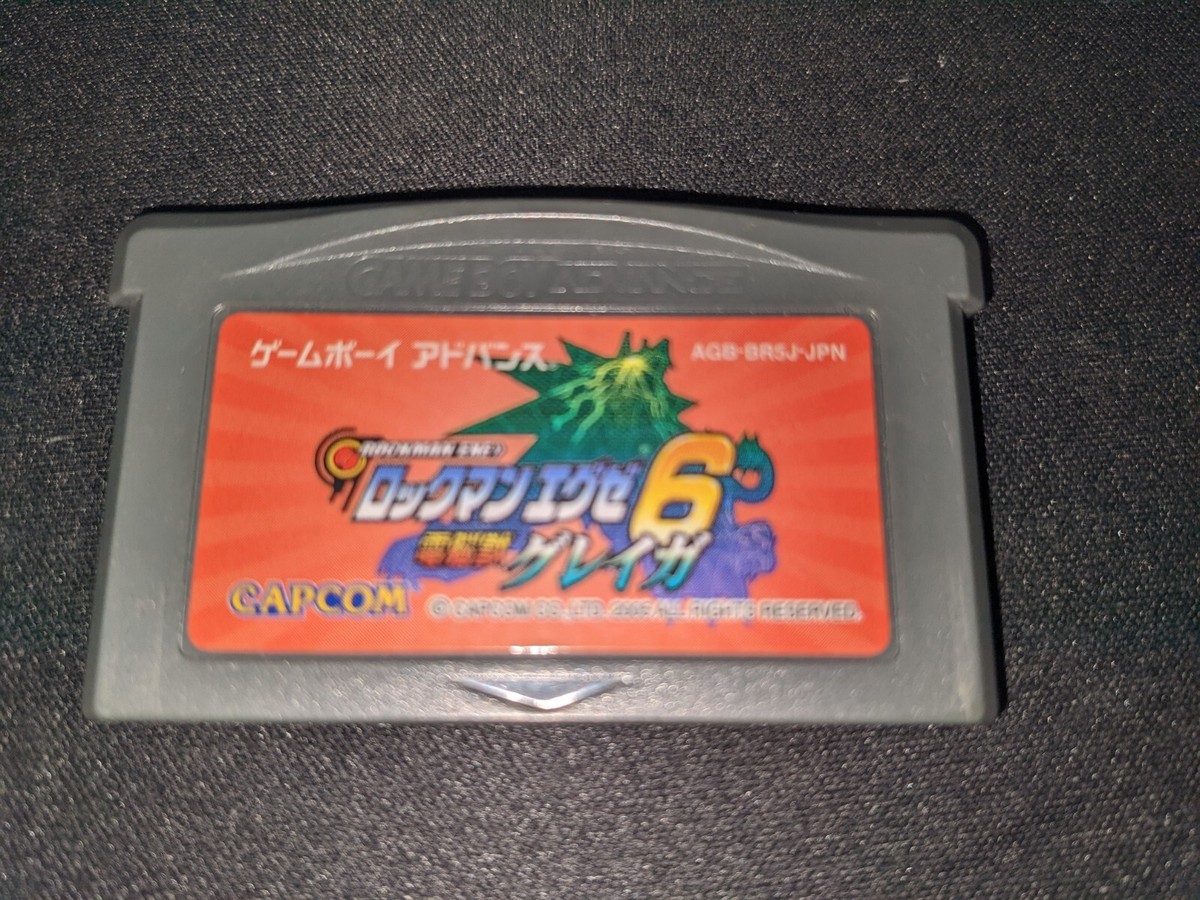 GAME BOY ADVANCE
ゲームボーイ アドバンス
AGB-BR5J-JPN
ROCKMAN EXE
ロックマンエグゼ6
電脳獣グレイガ
CAPCOM
© CAPCOM CO., LTD. 2005 ALL RIGHTS RESERVED.